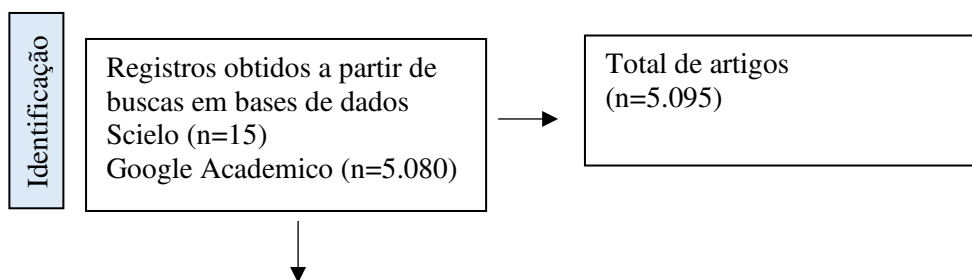 Identificação
Registros obtidos a partir de
buscas em bases de dados
Scielo (n=15)
Google Academico (n=5.080)
Total de artigos
(n=5.095)